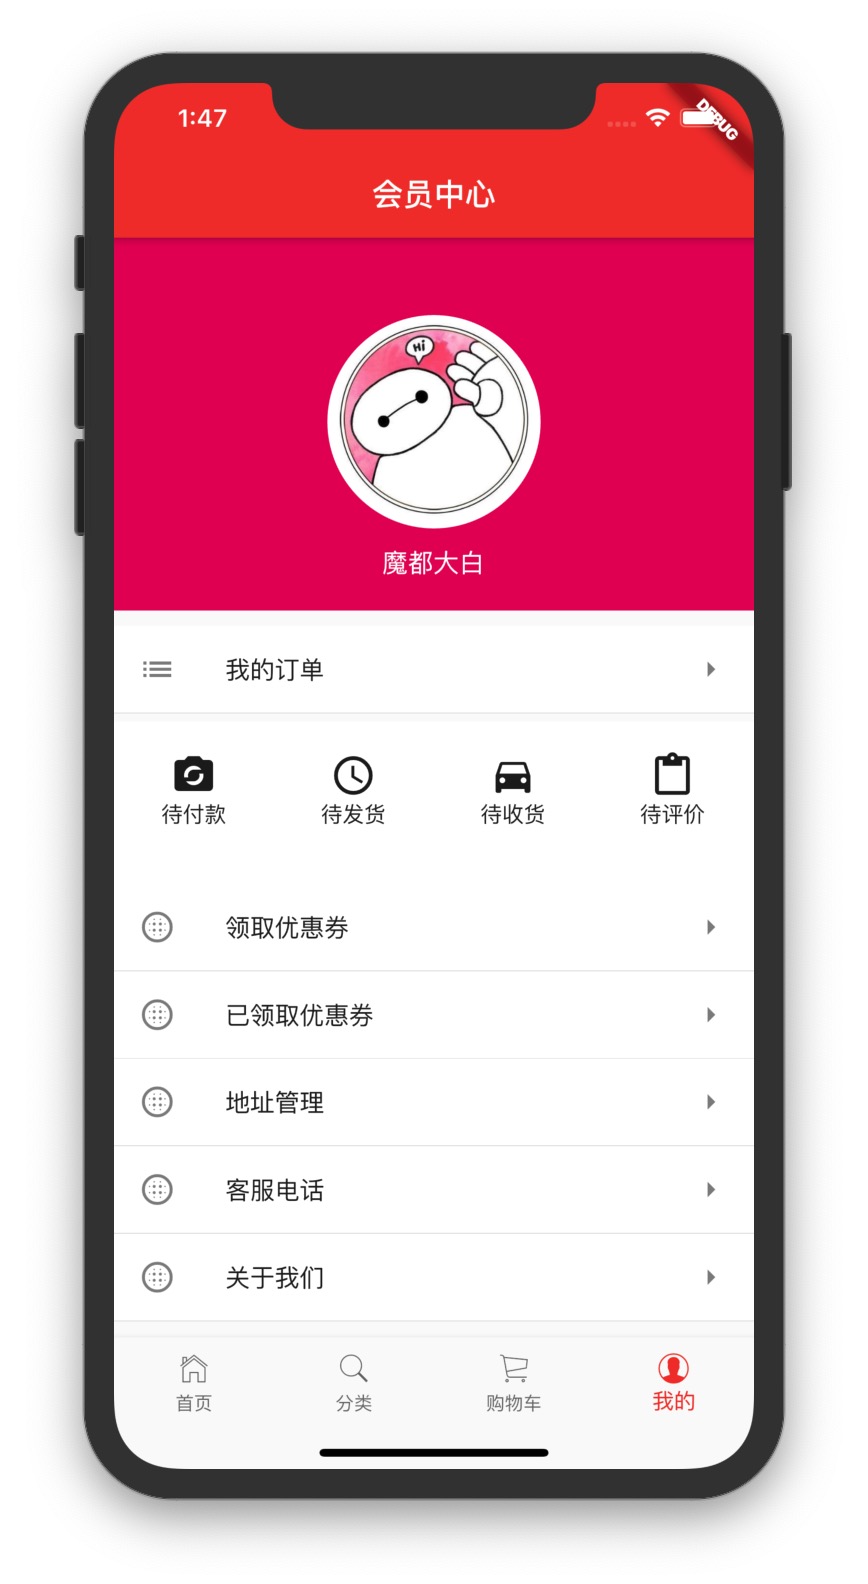 1:47
DEBUG
会员中心
Hi
魔都大白
我的订单
待付款 待发货 待收货 待评价
领取优惠券
已领取优惠券
地址管理
客服电话
关于我们
首页 分类 购物车 我的